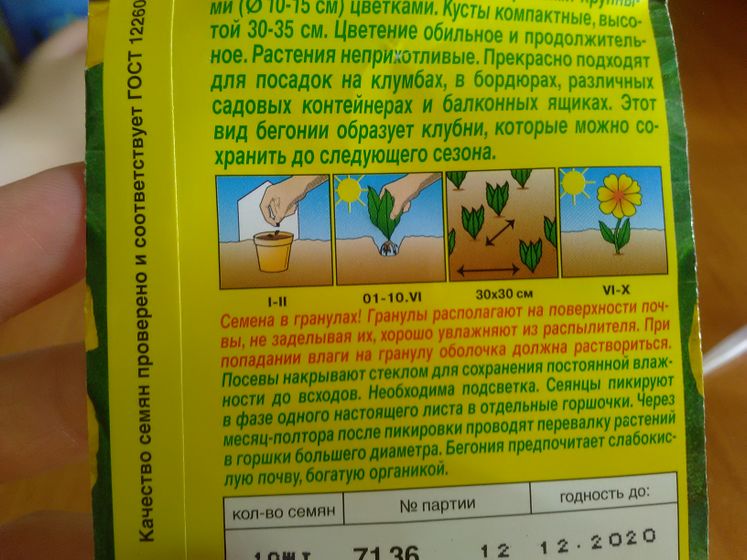 ми (Ø 10-15 см) цветками. Кусты компактные, высо-
той 30-35 см. Цветение обильное и продолжитель-
ное. Растения неприхотливые. Прекрасно подходят
для посадок на клумбах, в бордюрах, различных
садовых контейнерах и балконных ящиках. Этот
вид бегонии образует клубни, которые можно со-
хранить до следующего сезона.
I-II
01-10.VI
30х30 см
VI-X
Семена в гранулах! Гранулы располагают на поверхности поч-
вы, не заделывая их, хорошо увлажняют из распылителя. При
попадании влаги на гранулу оболочка должна раствориться.
Посевы накрывают стеклом для сохранения постоянной влаж-
ности до всходов. Необходима подсветка. Сеянцы пикируют
в фазе одного настоящего листа в отдельные горшочки. Через
месяц-полтора после пикировки проводят перевалку растений
в горшки большего диаметра. Бегония предпочитает слабокис-
лую почву, богатую органикой.
кол-во семян
№ партии
годность до:
10шт
7136
12
12.2020
Качество семян проверено и соответствует ГОСТ 12260